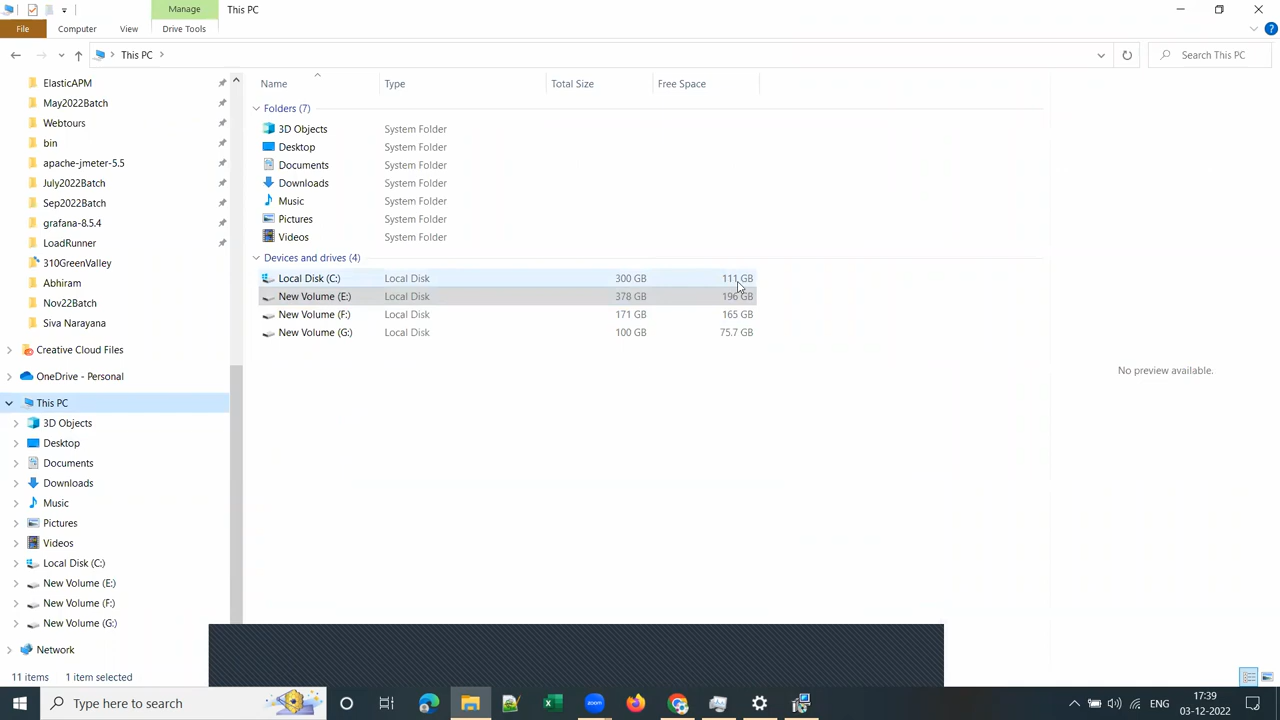 Manage
This PC
File
Computer
View
Drive Tools
This PC
Search This PC
ElasticAPM
May2022Batch
Webtours
bin
apache-jmeter-5.5
July2022Batch
Sep2022Batch
grafana-8.5.4
LoadRunner
310GreenValley
Abhiram
Nov22Batch
Siva Narayana
Creative Cloud Files
OneDrive - Personal
This PC
3D Objects
Desktop
Documents
Downloads
Music
Pictures
Videos
Local Disk (C:)
New Volume (E:)
New Volume (F:)
New Volume (G:)
Network
Name Type Total Size Free Space
Folders (7)
3D Objects System Folder
Desktop System Folder
Documents System Folder
Downloads System Folder
Music System Folder
Pictures System Folder
Videos System Folder
Devices and drives (4)
Local Disk (C:) Local Disk 300 GB 111 GB
New Volume (E:) Local Disk 378 GB 196 GB
New Volume (F:) Local Disk 171 GB 165 GB
New Volume (G:) Local Disk 100 GB 75.7 GB
No preview available.
11 items 1 item selected
Type here to search
zoom
ENG
17:39
03-12-2022